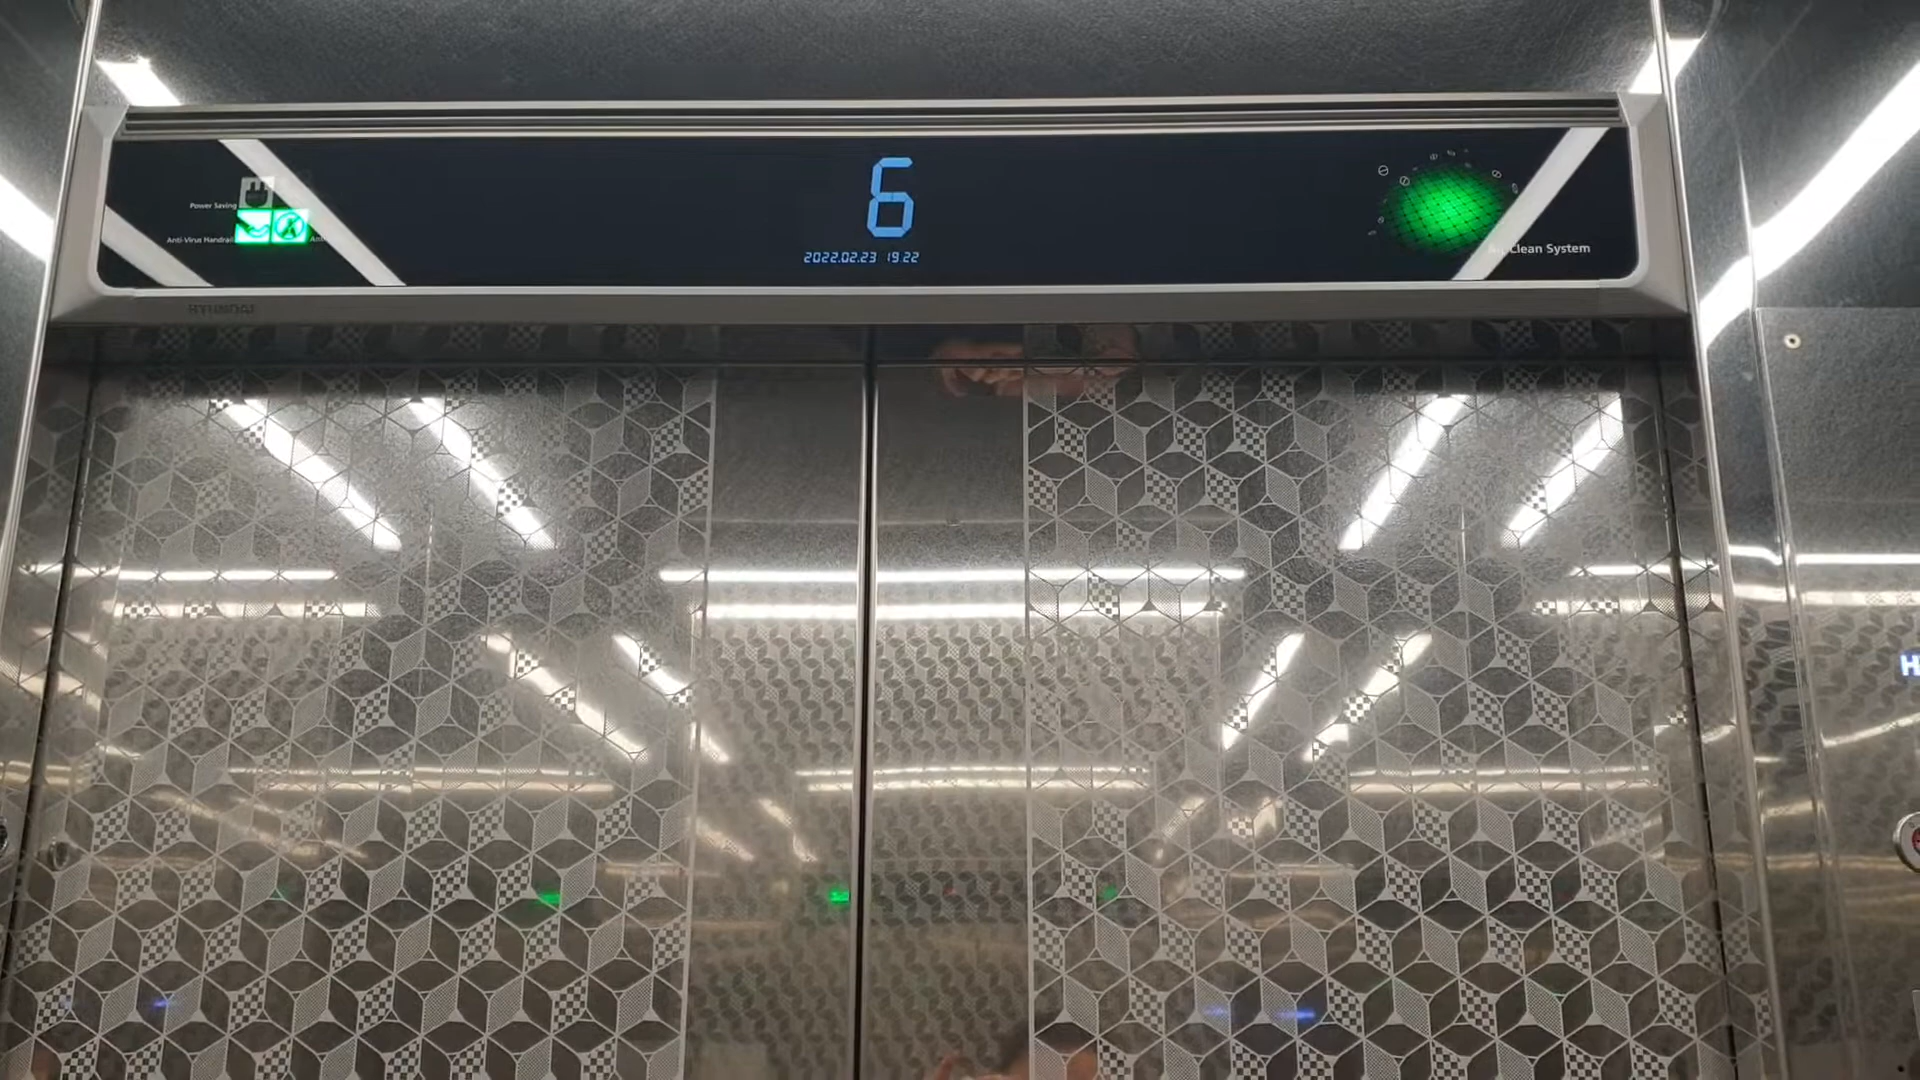 6
2022.02.23 19:22
Power Saving
Anti-Virus Handrail
Clean System
HYUNDAI
H